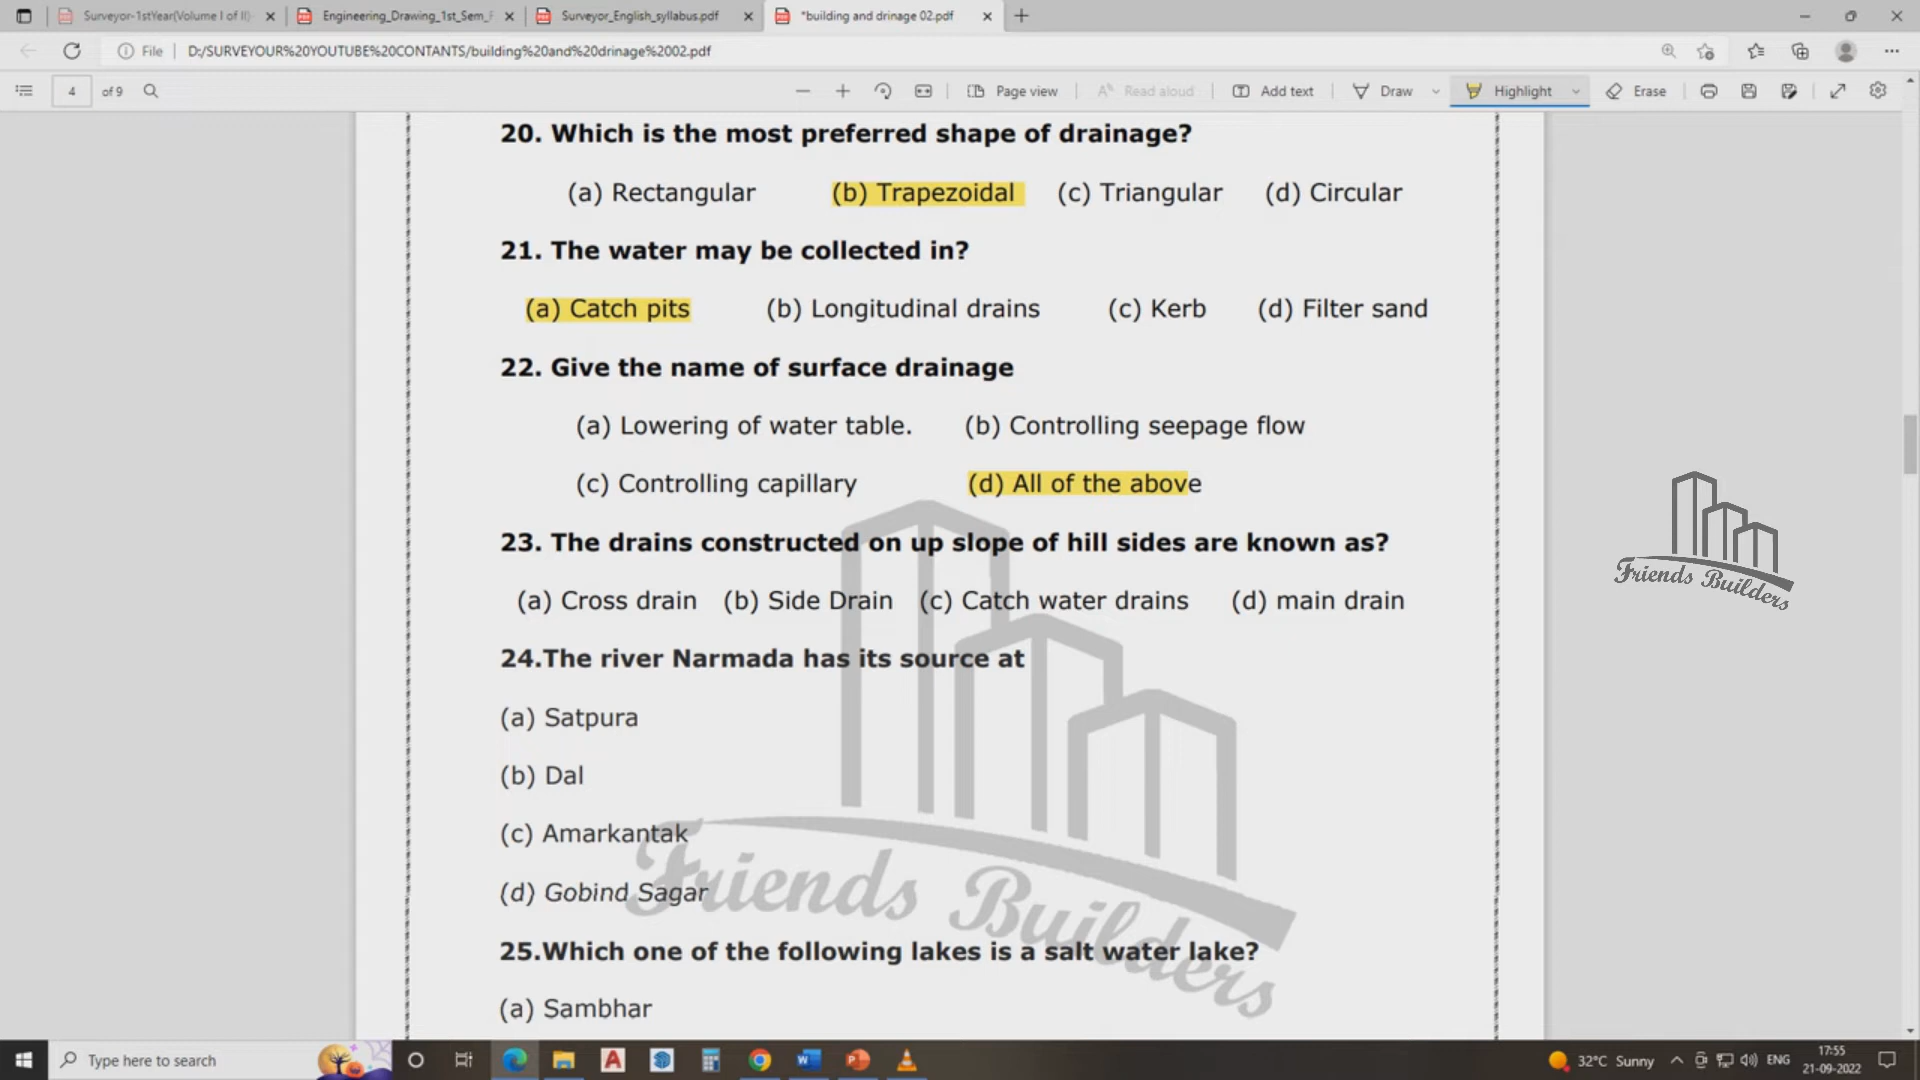 Surveyor-1stYear(Volume I of II)-
Engineering_Drawing_1st_Sem_F
Surveyor_English_syllabus.pdf
*building and drinage 02.pdf
File
D:/SURVEYOUR%20YOUTUBE%20CONTANTS/building%20and%20drinage%2002.pdf
4 of 9
Page view
Read aloud
Add text
Draw
Highlight
Erase
20. Which is the most preferred shape of drainage?
(a) Rectangular (b) Trapezoidal (c) Triangular (d) Circular
21. The water may be collected in?
(a) Catch pits (b) Longitudinal drains (c) Kerb (d) Filter sand
22. Give the name of surface drainage
(a) Lowering of water table. (b) Controlling seepage flow
(c) Controlling capillary (d) All of the above
23. The drains constructed on up slope of hill sides are known as?
(a) Cross drain (b) Side Drain (c) Catch water drains (d) main drain
24.The river Narmada has its source at
(a) Satpura
(b) Dal
(c) Amarkantak
(d) Gobind Sagar
25.Which one of the following lakes is a salt water lake?
(a) Sambhar
Friends Builders
Friends Builders
Type here to search
32°C Sunny
ENG
17:55
21-09-2022